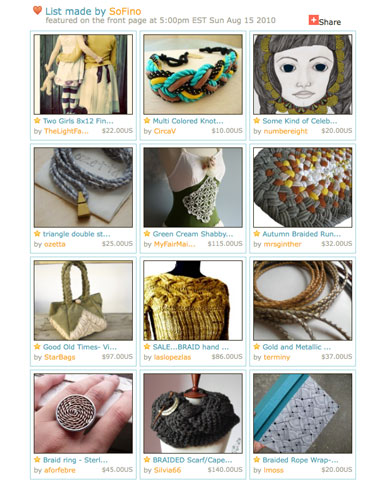 List made by SoFino
featured on the front page at 5:00pm EST Sun Aug 15 2010
Share
Two Girls 8x12 Fin...
by TheLightFa... $22.00US
Multi Colored Knot...
by CircaV $10.00US
Some Kind of Celeb...
by numbereight $20.00US
triangle double st...
by ozetta $25.00US
Green Cream Shabby...
by MyFairMai... $115.00US
Autumn Braided Run...
by mrsginther $32.00US
Good Old Times- Vi...
by StarBags $97.00US
SALE...BRAID hand ...
by laslopezlas $86.00US
Gold and Metallic ...
by torminy $37.00US
Braid ring - Sterl...
by aforfebre $45.00US
BRAIDED Scarf/Cape...
by Silvia66 $140.00US
Braided Rope Wrap-...
by lmoss $20.00US